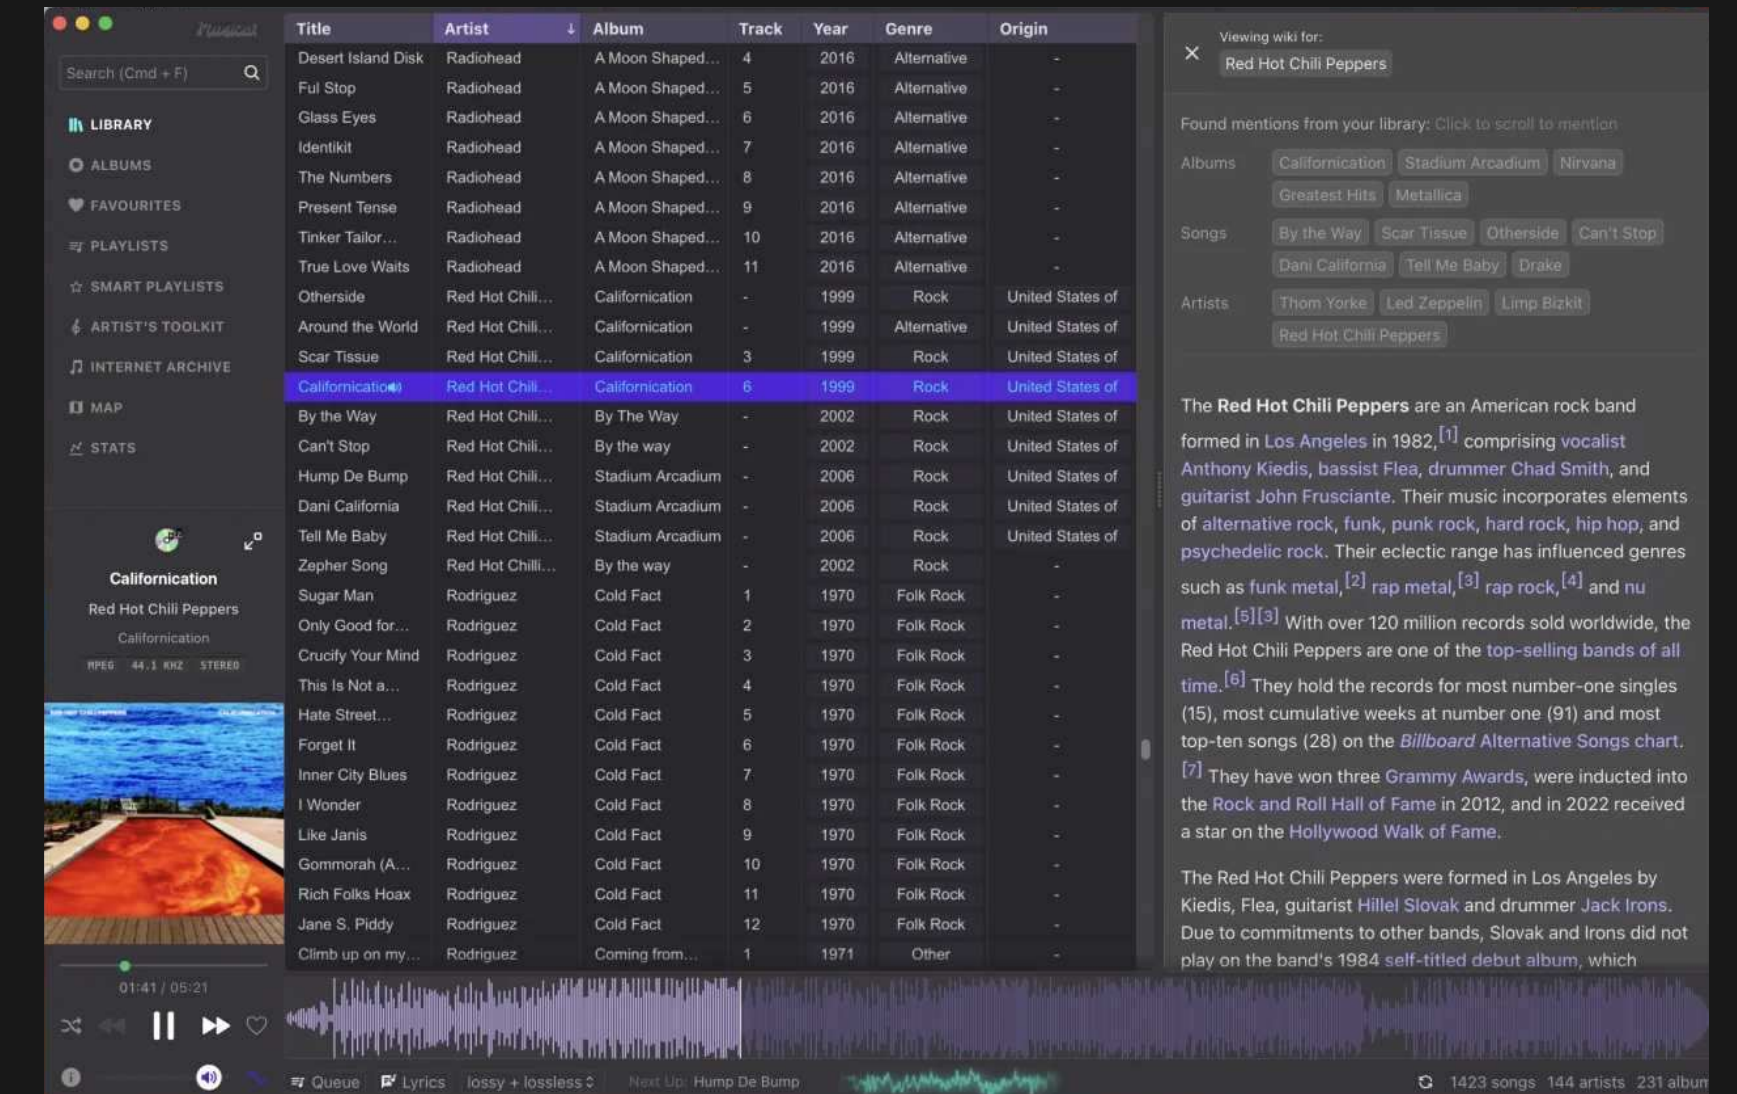 Musical
Search (Cmd + F)
LIBRARY
ALBUMS
FAVOURITES
PLAYLISTS
SMART PLAYLISTS
ARTIST'S TOOLKIT
INTERNET ARCHIVE
MAP
STATS
Californication
Red Hot Chili Peppers
Californication
MPEG 44.1 KHZ STEREO
RED HOT CHILI PEPPERS CALIFORNICATION
01:41 / 05:21
Title Artist ↓ Album Track Year Genre Origin
Desert Island Disk Radiohead A Moon Shaped... 4 2016 Alternative -
Ful Stop Radiohead A Moon Shaped... 5 2016 Alternative -
Glass Eyes Radiohead A Moon Shaped... 6 2016 Alternative -
Identikit Radiohead A Moon Shaped... 7 2016 Alternative -
The Numbers Radiohead A Moon Shaped... 8 2016 Alternative -
Present Tense Radiohead A Moon Shaped... 9 2016 Alternative -
Tinker Tailor... Radiohead A Moon Shaped... 10 2016 Alternative -
True Love Waits Radiohead A Moon Shaped... 11 2016 Alternative -
Otherside Red Hot Chili... Californication - 1999 Rock United States of
Around the World Red Hot Chili... Californication - 1999 Alternative United States of
Scar Tissue Red Hot Chili... Californication 3 1999 Rock United States of
Californication Red Hot Chili... Californication 6 1999 Rock United States of
By the Way Red Hot Chili... By The Way - 2002 Rock United States of
Can't Stop Red Hot Chili... By the way - 2002 Rock United States of
Hump De Bump Red Hot Chili... Stadium Arcadium - 2006 Rock United States of
Dani California Red Hot Chili... Stadium Arcadium - 2006 Rock United States of
Tell Me Baby Red Hot Chili... Stadium Arcadium - 2006 Rock United States of
Zepher Song Red Hot Chilli... By the way - 2002 Rock -
Sugar Man Rodriguez Cold Fact 1 1970 Folk Rock -
Only Good for... Rodriguez Cold Fact 2 1970 Folk Rock -
Crucify Your Mind Rodriguez Cold Fact 3 1970 Folk Rock -
This Is Not a... Rodriguez Cold Fact 4 1970 Folk Rock -
Hate Street... Rodriguez Cold Fact 5 1970 Folk Rock -
Forget It Rodriguez Cold Fact 6 1970 Folk Rock -
Inner City Blues Rodriguez Cold Fact 7 1970 Folk Rock -
I Wonder Rodriguez Cold Fact 8 1970 Folk Rock -
Like Janis Rodriguez Cold Fact 9 1970 Folk Rock -
Gommorah (A... Rodriguez Cold Fact 10 1970 Folk Rock -
Rich Folks Hoax Rodriguez Cold Fact 11 1970 Folk Rock -
Jane S. Piddy Rodriguez Cold Fact 12 1970 Folk Rock -
Climb up on my... Rodriguez Coming from... 1 1971 Other -
Viewing wiki for:
Red Hot Chili Peppers
Found mentions from your library: Click to scroll to mention
Albums Californication Stadium Arcadium Nirvana
Greatest Hits Metallica
Songs By the Way Scar Tissue Otherside Can't Stop
Dani California Tell Me Baby Drake
Artists Thom Yorke Led Zeppelin Limp Bizkit
Red Hot Chili Peppers
The Red Hot Chili Peppers are an American rock band
formed in Los Angeles in 1982,[1] comprising vocalist
Anthony Kiedis, bassist Flea, drummer Chad Smith, and
guitarist John Frusciante. Their music incorporates elements
of alternative rock, funk, punk rock, hard rock, hip hop, and
psychedelic rock. Their eclectic range has influenced genres
such as funk metal,[2] rap metal,[3] rap rock,[4] and nu
metal.[5][3] With over 120 million records sold worldwide, the
Red Hot Chili Peppers are one of the top-selling bands of all
time.[6] They hold the records for most number-one singles
(15), most cumulative weeks at number one (91) and most
top-ten songs (28) on the Billboard Alternative Songs chart.
[7] They have won three Grammy Awards, were inducted into
the Rock and Roll Hall of Fame in 2012, and in 2022 received
a star on the Hollywood Walk of Fame.
The Red Hot Chili Peppers were formed in Los Angeles by
Kiedis, Flea, guitarist Hillel Slovak and drummer Jack Irons.
Due to commitments to other bands, Slovak and Irons did not
play on the band's 1984 self-titled debut album, which
Queue Lyrics lossy + lossless Next Up: Hump De Bump
1423 songs 144 artists 231 album